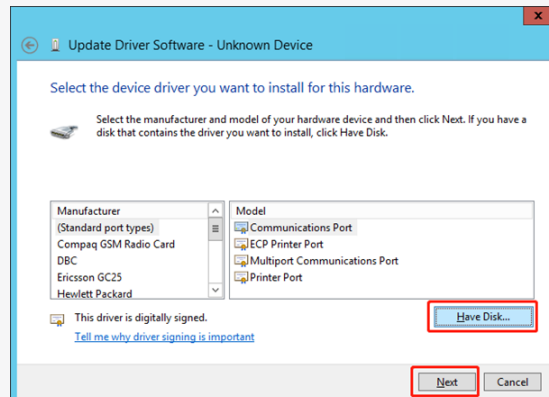 x
Update Driver Software - Unknown Device
Select the device driver you want to install for this hardware.
Select the manufacturer and model of your hardware device and then click Next. If you have a
disk that contains the driver you want to install, click Have Disk.
Manufacturer
(Standard port types)
Compaq GSM Radio Card
DBC
Ericsson GC25
Hewlett Packard
Model
Communications Port
ECP Printer Port
Multiport Communications Port
Printer Port
This driver is digitally signed.
Tell me why driver signing is important
Have Disk...
Next
Cancel